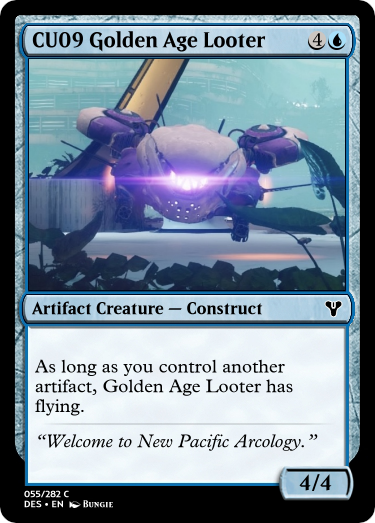 CU09 Golden Age Looter 4
Artifact Creature — Construct
As long as you control another
artifact, Golden Age Looter has
flying.
“Welcome to New Pacific Arcology.”
4/4
055/282 C
DES • EN Bungie